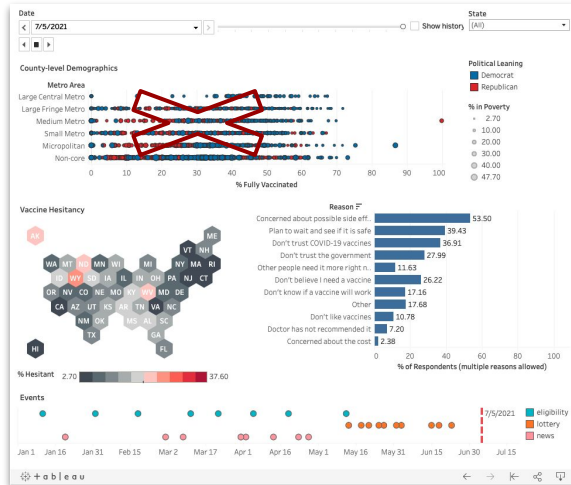 Date
State
7/5/2021
Show history
(All)
County-level Demographics
Metro Area
Large Central Metro
Large Fringe Metro
Medium Metro
Small Metro
Micropolitan
Non-core
0 10 20 30 40 50 60 70 80 90 100
% Fully Vaccinated
Political Leaning
Democrat
Republican
% in Poverty
2.70
10.00
20.00
30.00
40.00
47.70
Vaccine Hesitancy
AK ME
VT NH
WA MT ND MN WI MI NY MA RI
ID WY SD IA IL IN OH PA NJ CT
OR NV CO NE MO KY WV MD DE
CA AZ UT KS AR TN VA NC
NM OK MS AL SC
TX GA
HI FL
% Hesitant 2.70 37.60
Reason
Concerned about possible side eff.. 53.50
Plan to wait and see if it is safe 39.43
Don't trust COVID-19 vaccines 36.91
Don't trust the government 27.99
Other people need it more right n.. 11.63
Don't believe I need a vaccine 26.22
Don't know if a vaccine will work 17.16
Other 17.68
Don't like vaccines 10.78
Doctor has not recommended it 7.20
Concerned about the cost 2.38
0 20 40 60 80 100
% of Respondents (multiple reasons allowed)
Events
7/5/2021
eligibility
lottery
news
Jan 1 Jan 16 Jan 31 Feb 15 Mar 2 Mar 17 Apr 1 Apr 16 May 1 May 16 May 31 Jun 15 Jun 30 Jul 15
+ableau